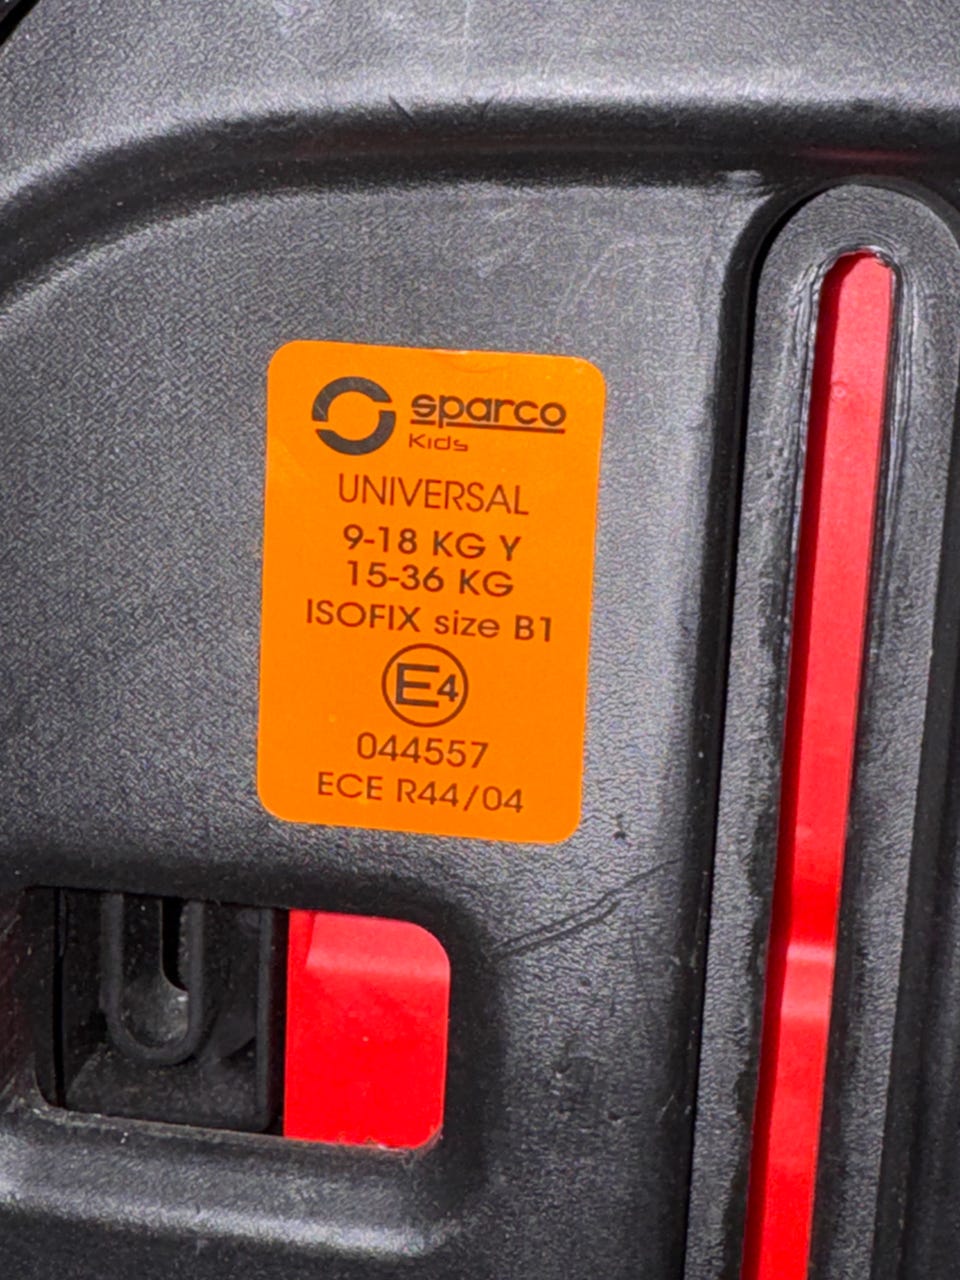 sparco
Kids
UNIVERSAL
9-18 KG Y
15-36 KG
ISOFIX size B1
E4
044557
ECE R44/04